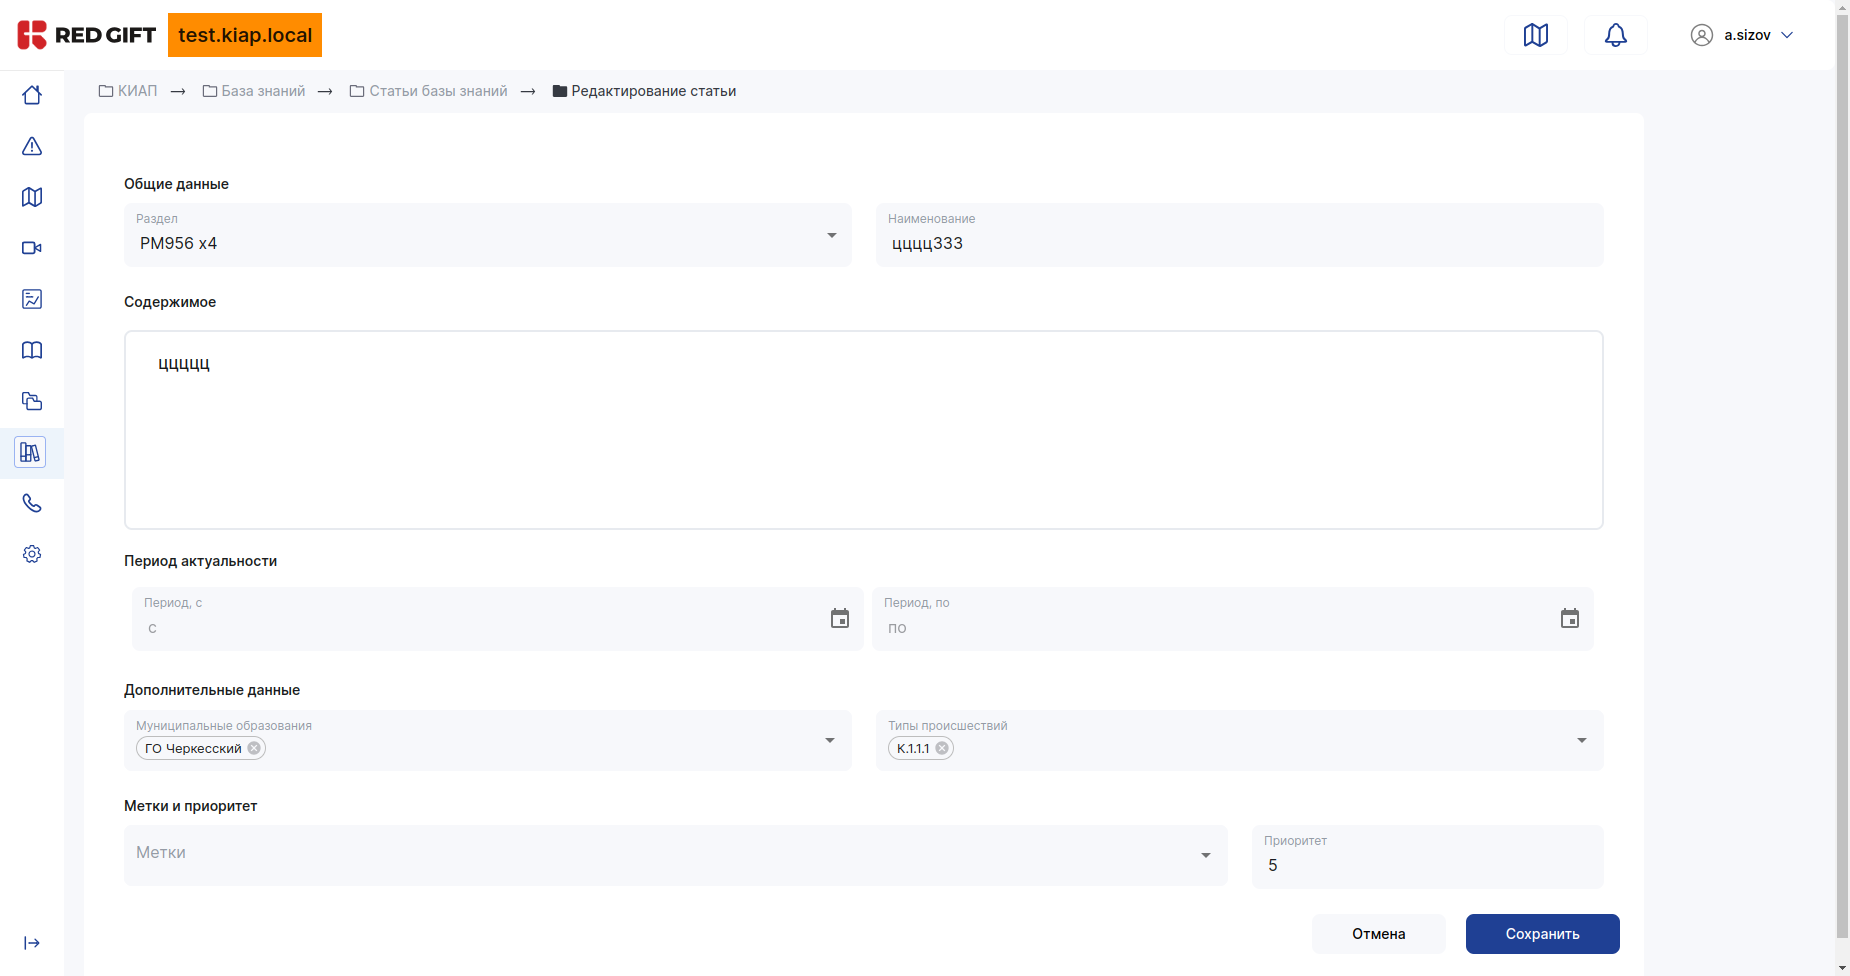 RED GIFT
test.kiap.local
a.sizov
КИАП → База знаний → Статьи базы знаний → Редактирование статьи
Общие данные
Раздел
РМ956 х4
Наименование
цццц333
Содержимое
ццццц
Период актуальности
Период, с
с
Период, по
по
Дополнительные данные
Муниципальные образования
ГО Черкесский
Типы происшествий
К.1.1.1
Метки и приоритет
Метки
Приоритет
5
Отмена
Сохранить